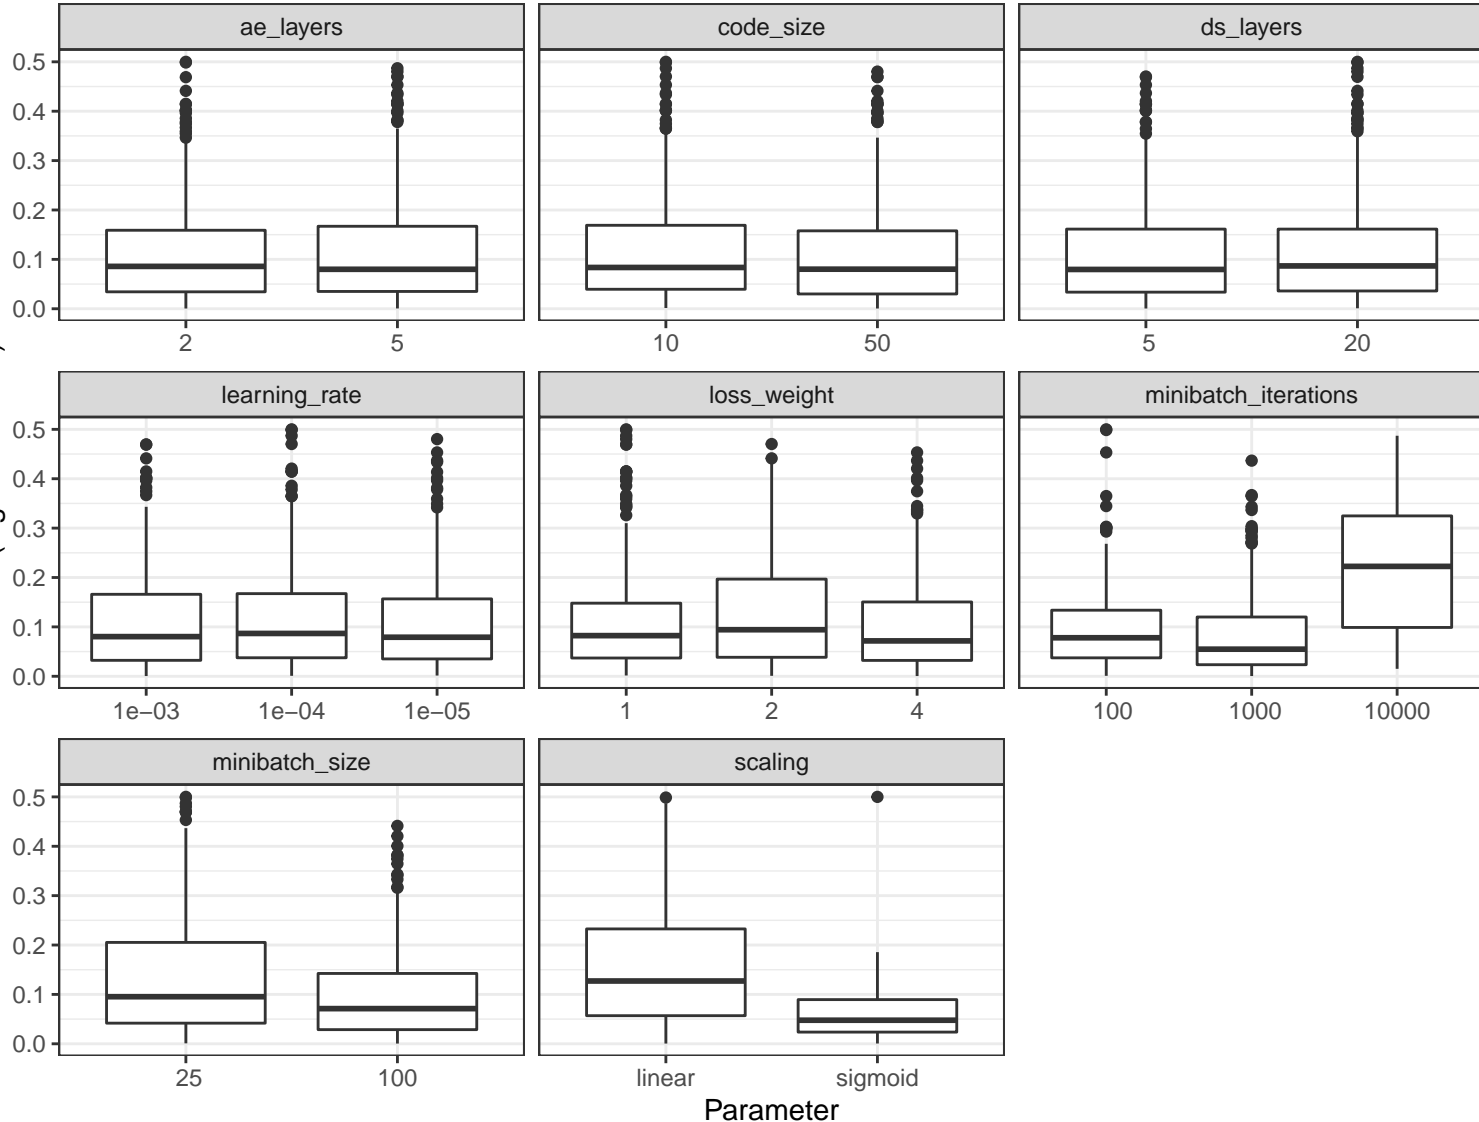 ae_layers code_size ds_layers
0.5
0.4
0.3
0.2
0.1
0.0
2 5 10 50 5 20
learning_rate loss_weight minibatch_iterations
0.5
0.4
0.3
0.2
0.1
0.0
1e−03 1e−04 1e−05 1 2 4 100 1000 10000
minibatch_size scaling
0.5
0.4
0.3
0.2
0.1
0.0
25 100 linear sigmoid
Parameter